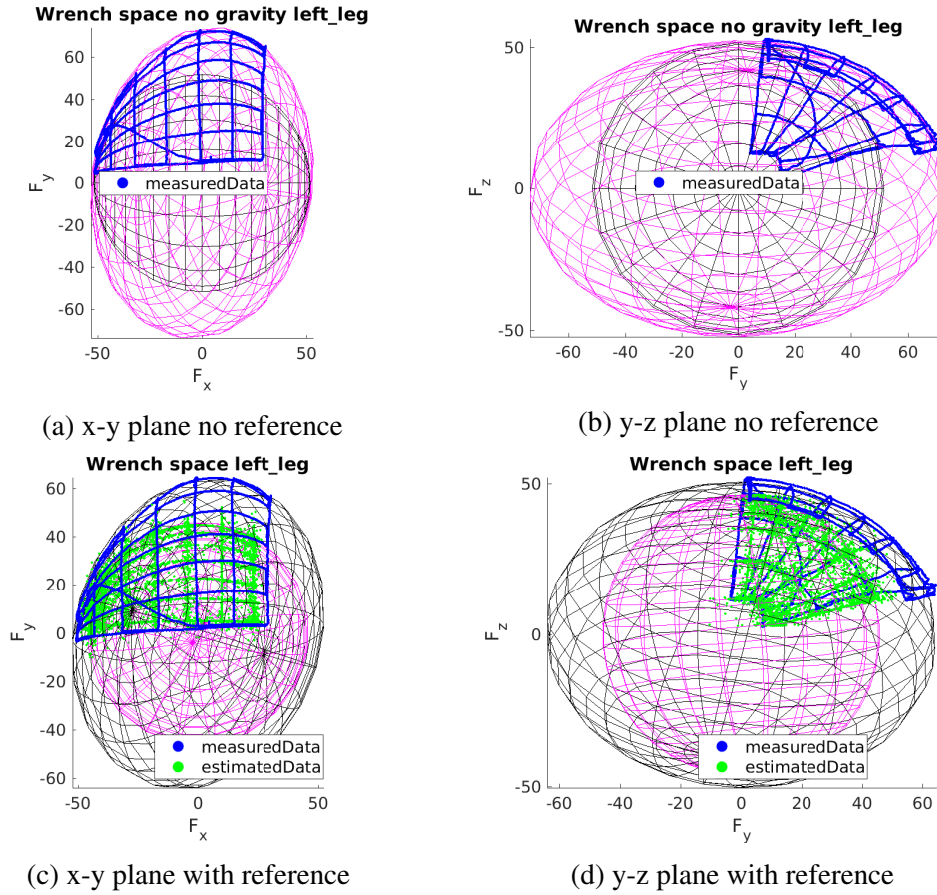 Wrench space no gravity left_leg
60
40
20
0
-20
-40
-60
F_y
measuredData
-50
0
50
F_x
(a) x-y plane no reference
Wrench space no gravity left_leg
50
0
-50
F_z
measuredData
-60
-40
-20
0
20
40
60
F_y
(b) y-z plane no reference
Wrench space left_leg
60
40
20
0
-20
-40
-60
F_y
measuredData
estimatedData
-50
0
50
F_x
(c) x-y plane with reference
Wrench space left_leg
50
0
-50
F_z
measuredData
estimatedData
-60
-40
-20
0
20
40
60
F_y
(d) y-z plane with reference